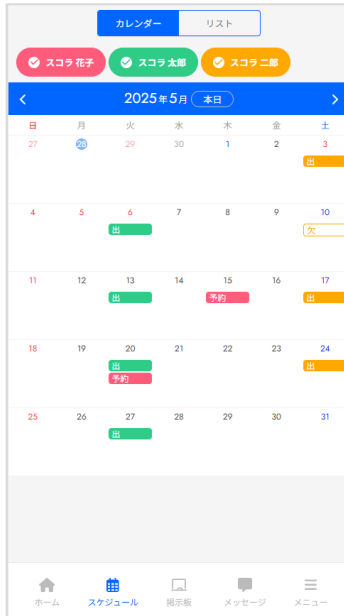 カレンダー リスト
スコラ 花子 スコラ 太郎 スコラ 二郎
2025年5月 本日
日 月 火 水 木 金 土
27 28 29 30 1 2 3
出
4 5 6 7 8 9 10
出 欠
11 12 13 14 15 16 17
出 予約 出
18 19 20 21 22 23 24
出 出
予約
25 26 27 28 29 30 31
出
ホーム スケジュール 掲示板 メッセージ メニュー